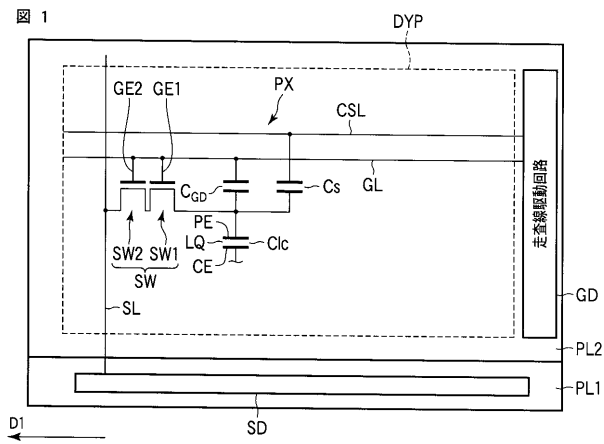 図 1
DYP
GE2 GE1
PX
CSL
CGD
Cs
GL
走査線駆動回路
PE
LQ
Clc
CE
SW2 SW1
SW
SL
GD
PL2
PL1
SD
D1